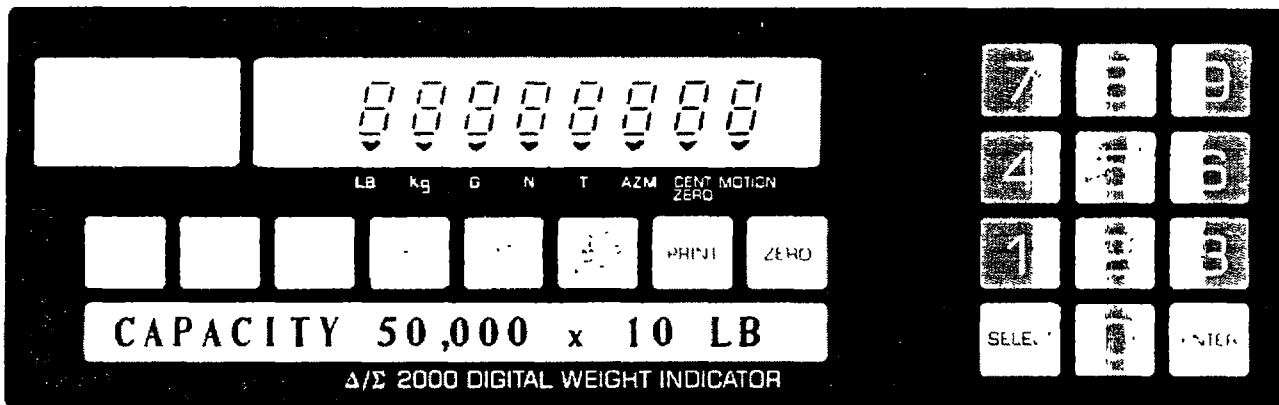 7 8 9
LB kg G N T AZM CENT ZERO MOTION
4 6
PRINT ZERO
1 3
CAPACITY 50,000 x 10 LB
Δ/Σ 2000 DIGITAL WEIGHT INDICATOR